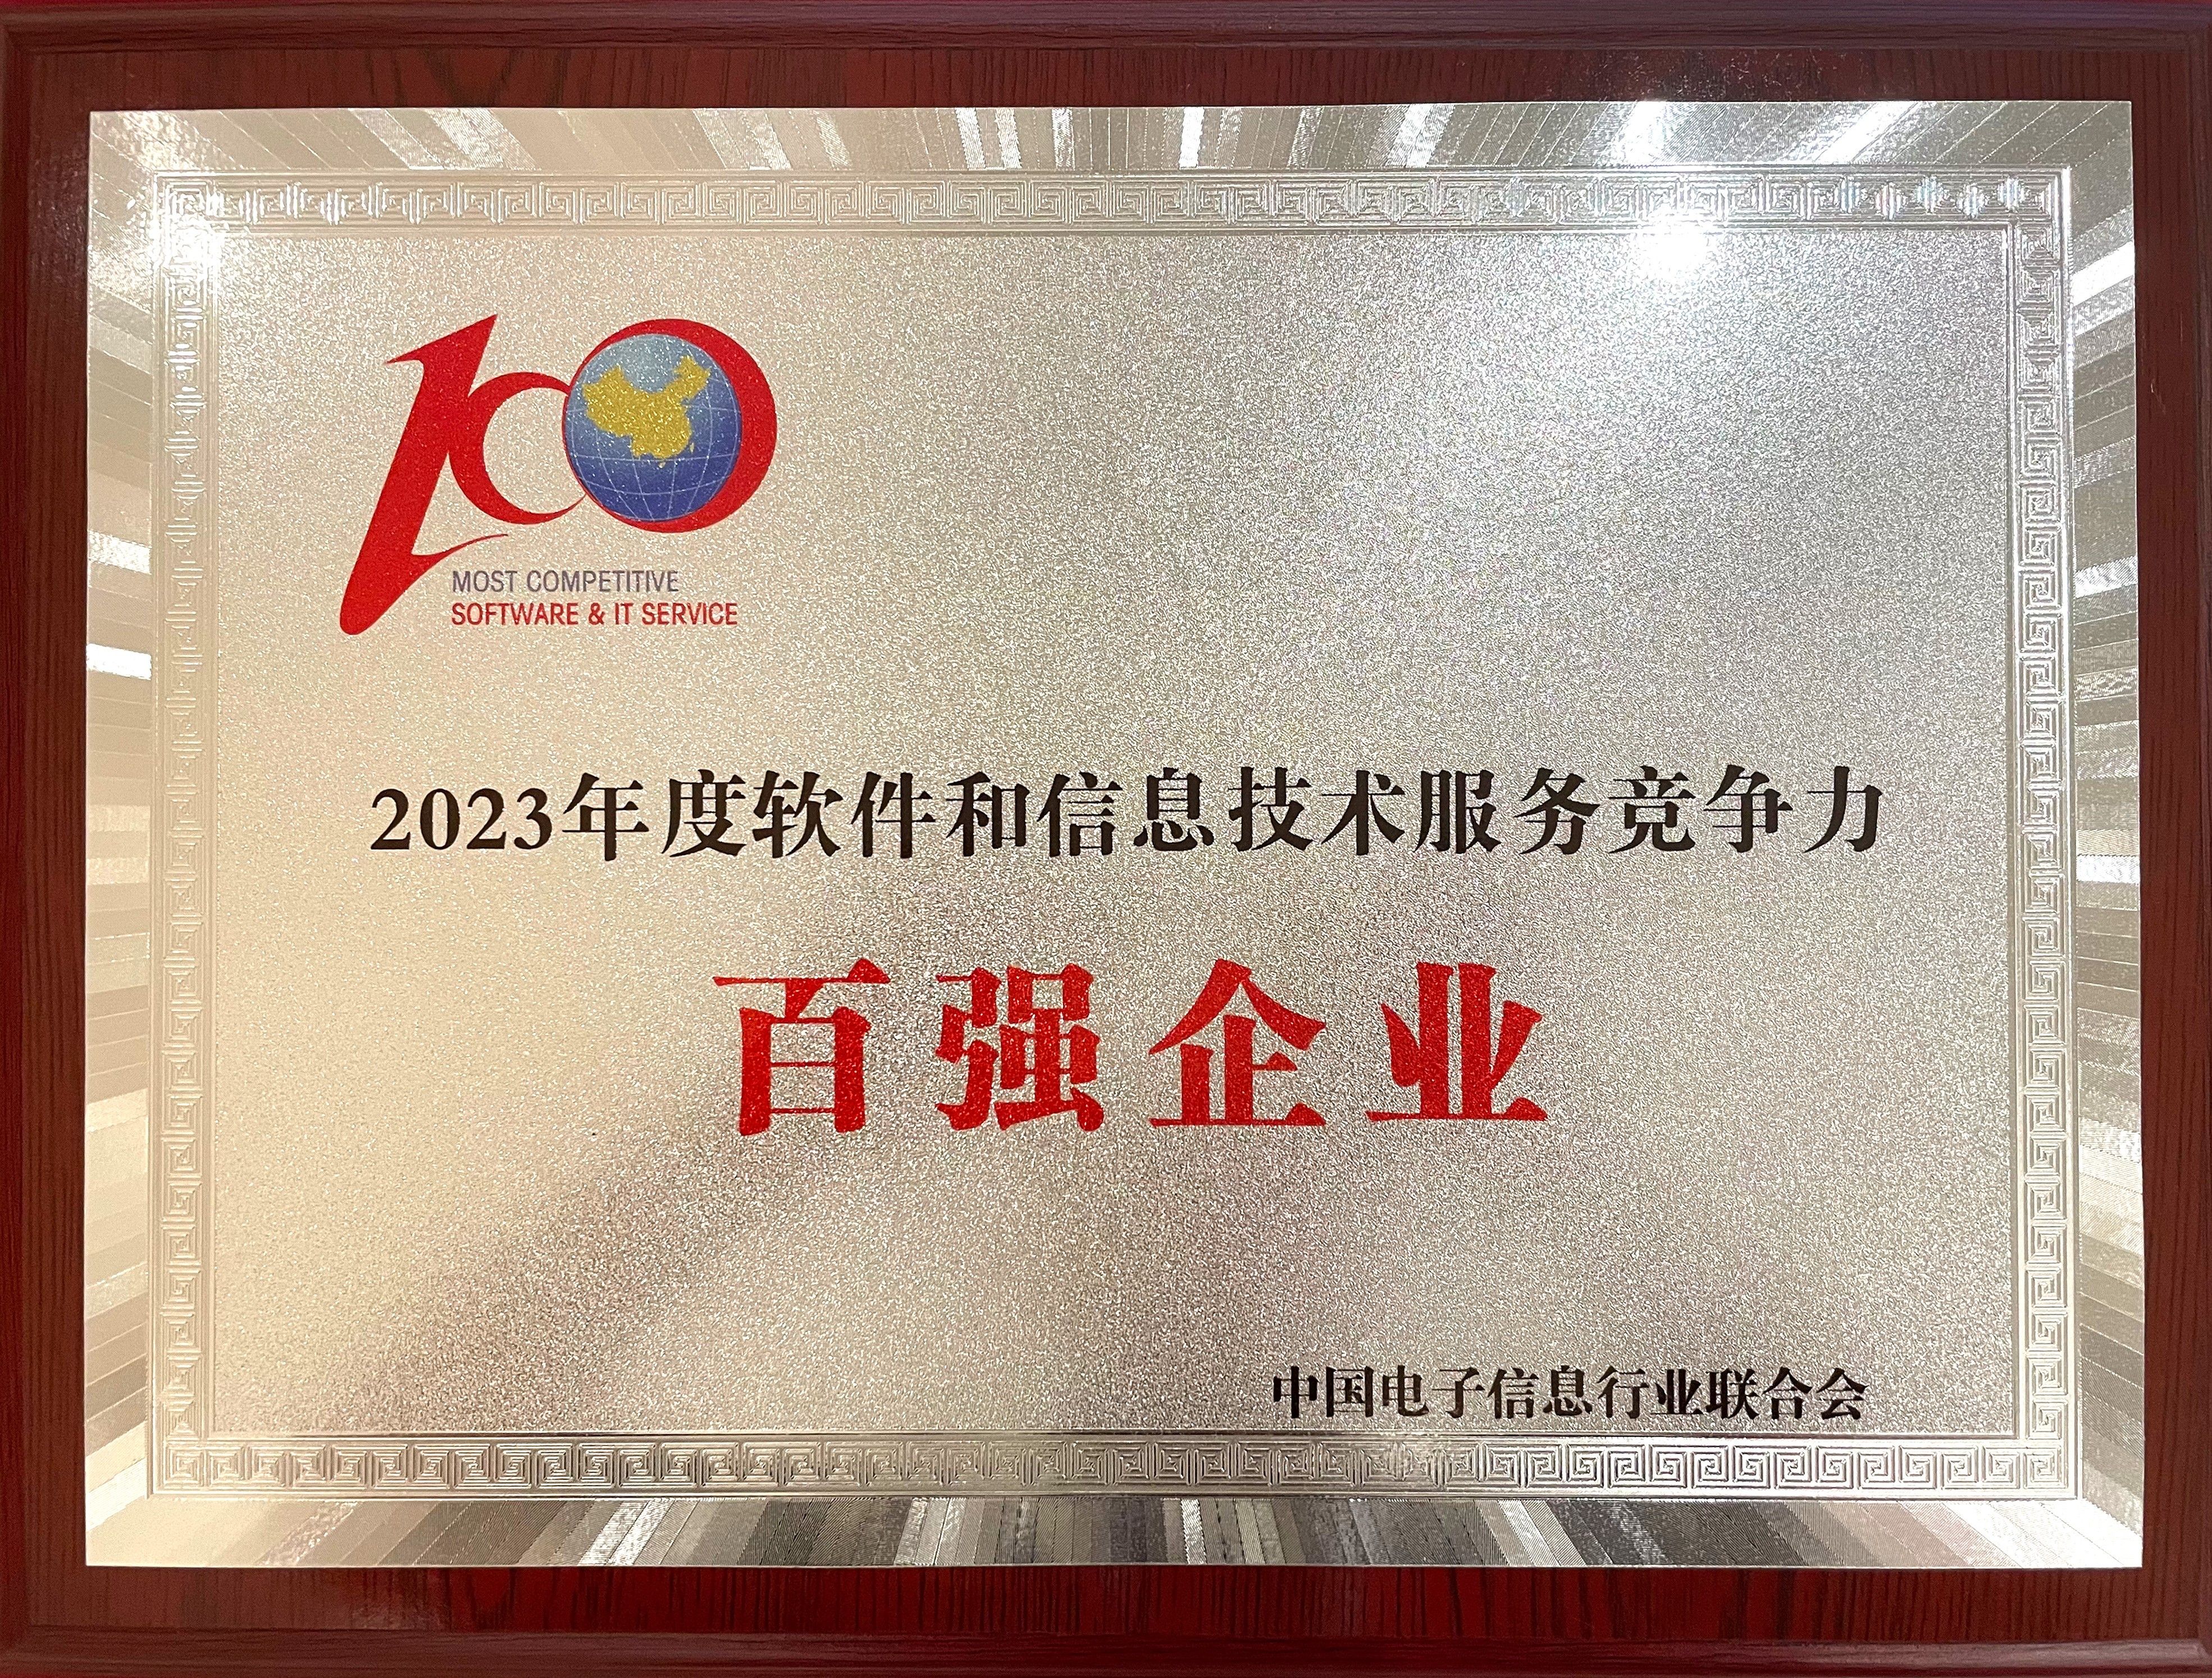 100
MOST COMPETITIVE
SOFTWARE & IT SERVICE
2023年度软件和信息技术服务竞争力
百强企业
中国电子信息行业联合会